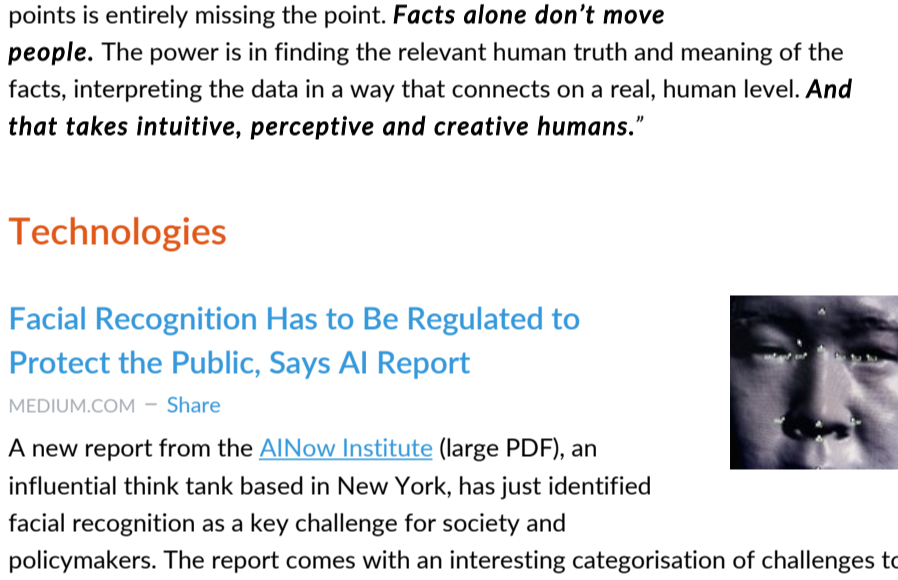 points is entirely missing the point. Facts alone don’t move
people. The power is in finding the relevant human truth and meaning of the
facts, interpreting the data in a way that connects on a real, human level. And
that takes intuitive, perceptive and creative humans.”
Technologies
Facial Recognition Has to Be Regulated to
Protect the Public, Says AI Report
MEDIUM.COM – Share
A new report from the AINow Institute (large PDF), an
influential think tank based in New York, has just identified
facial recognition as a key challenge for society and
policymakers. The report comes with an interesting categorisation of challenges to